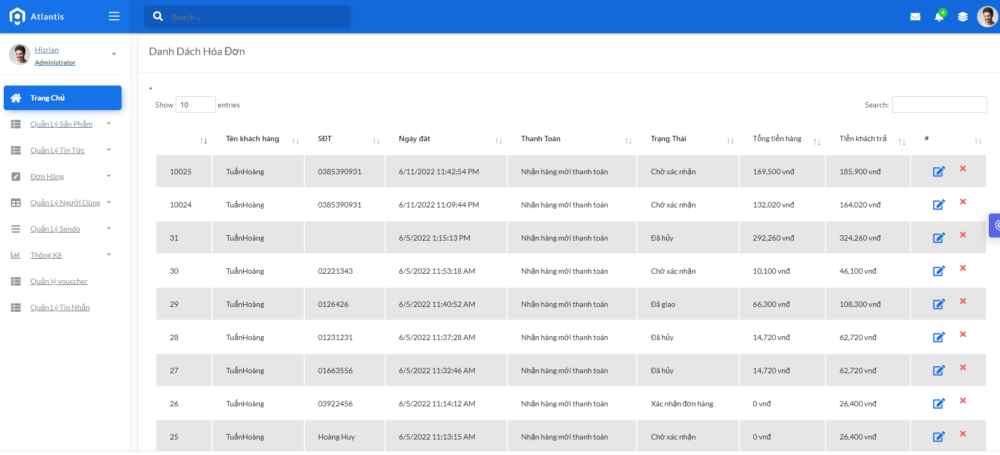 Atlantis
Search ...
4
Hizrian
Administrator
Trang Chủ
Quản Lý Sản Phẩm
Quản Lý Tin Tức
Đơn Hàng
Quản Lý Người Dùng
Quản Lý Sendo
Thông Kê
Quản lý vouccher
Quản Lý Tin Nhắn
Danh Dách Hóa Đơn
*
Show 10 entries
Search:
Tên khách hàng SĐT Ngày đăt Thanh Toán Trạng Thái Tổng tiền hàng Tiền khách trả #
10025 TuấnHoàng 0385390931 6/11/2022 11:42:54 PM Nhận hàng mới thanh toán Chờ xác nhận 169,500 vnđ 185,900 vnđ
10024 TuấnHoàng 0385390931 6/11/2022 11:09:44 PM Nhận hàng mới thanh toán Chờ xác nhận 132,020 vnđ 164,020 vnđ
31 TuấnHoàng 6/5/2022 1:15:13 PM Nhận hàng mới thanh toán Đã hủy 292,260 vnđ 324,260 vnđ
30 TuấnHoàng 02221343 6/5/2022 11:53:18 AM Nhận hàng mới thanh toán Chờ xác nhận 10,100 vnđ 46,100 vnđ
29 TuấnHoàng 0126426 6/5/2022 11:40:52 AM Nhận hàng mới thanh toán Đã giao 66,300 vnđ 108,300 vnđ
28 TuấnHoàng 01231231 6/5/2022 11:37:28 AM Nhận hàng mới thanh toán Đã hủy 14,720 vnđ 62,720 vnđ
27 TuấnHoàng 01663556 6/5/2022 11:32:46 AM Nhận hàng mới thanh toán Đã hủy 14,720 vnđ 62,720 vnđ
26 TuấnHoàng 03922456 6/5/2022 11:14:12 AM Nhận hàng mới thanh toán Xác nhận đơn hàng 0 vnđ 26,400 vnđ
25 TuấnHoàng Hoàng Huy 6/5/2022 11:13:15 AM Nhận hàng mới thanh toán Chờ xác nhận 0 vnđ 26,400 vnđ